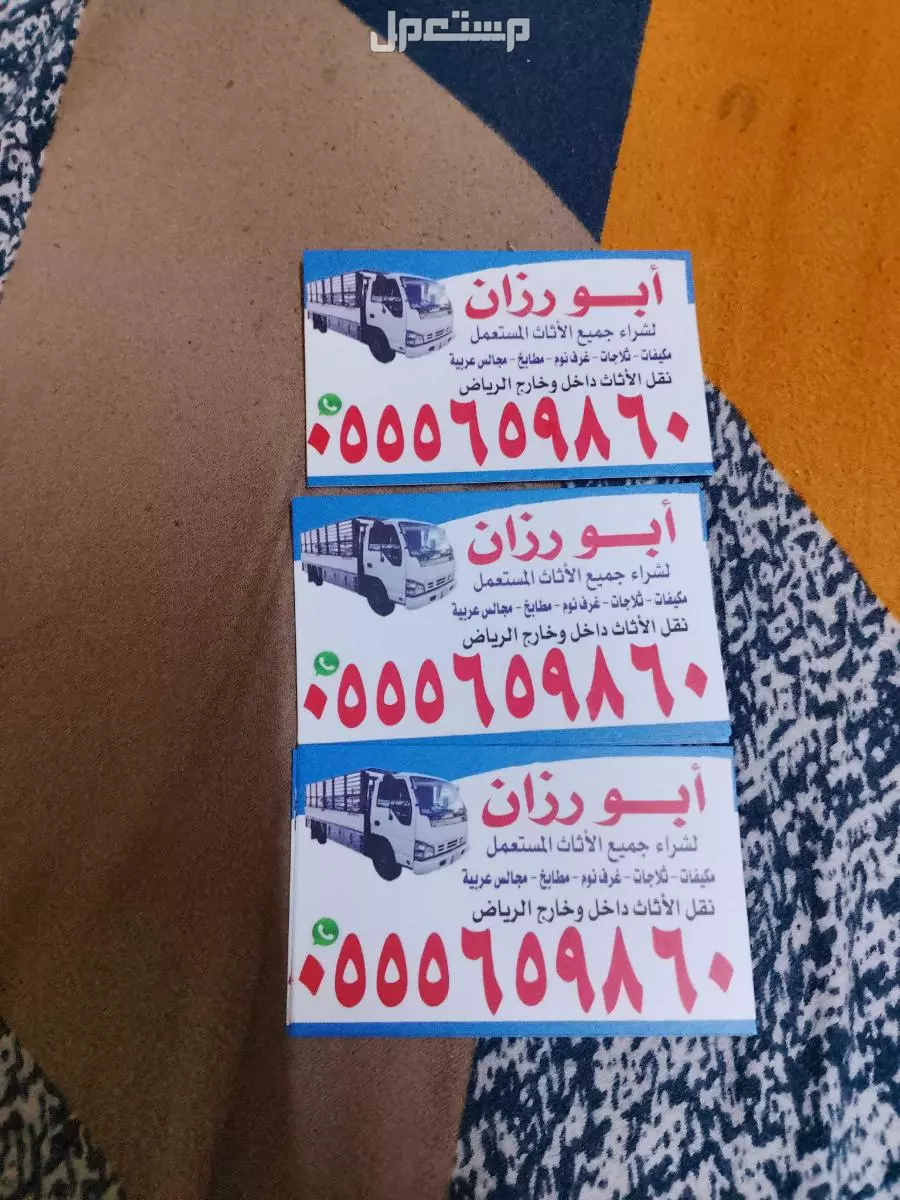 مستعمل
أبو رزان
لشراء جميع الأثاث المستعمل
مكيفات - ثلاجات - غرف نوم - مطابخ - مجالس عربية
نقل الأثاث داخل وخارج الرياض
٠٥٥٥٦٥٩٨٦٠
أبو رزان
لشراء جميع الأثاث المستعمل
مكيفات - ثلاجات - غرف نوم - مطابخ - مجالس عربية
نقل الأثاث داخل وخارج الرياض
٠٥٥٥٦٥٩٨٦٠
أبو رزان
لشراء جميع الأثاث المستعمل
مكيفات - ثلاجات - غرف نوم - مطابخ - مجالس عربية
نقل الأثاث داخل وخارج الرياض
٠٥٥٥٦٥٩٨٦٠